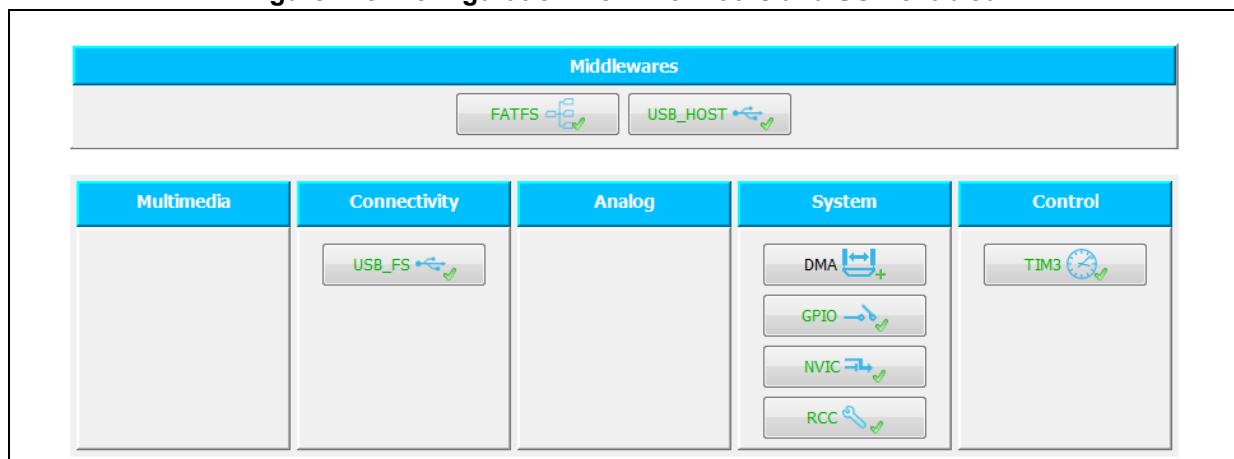 Middlewares
FATFS USB_HOST
Multimedia Connectivity Analog System Control
USB_FS DMA TIM3
GPIO
NVIC
RCC